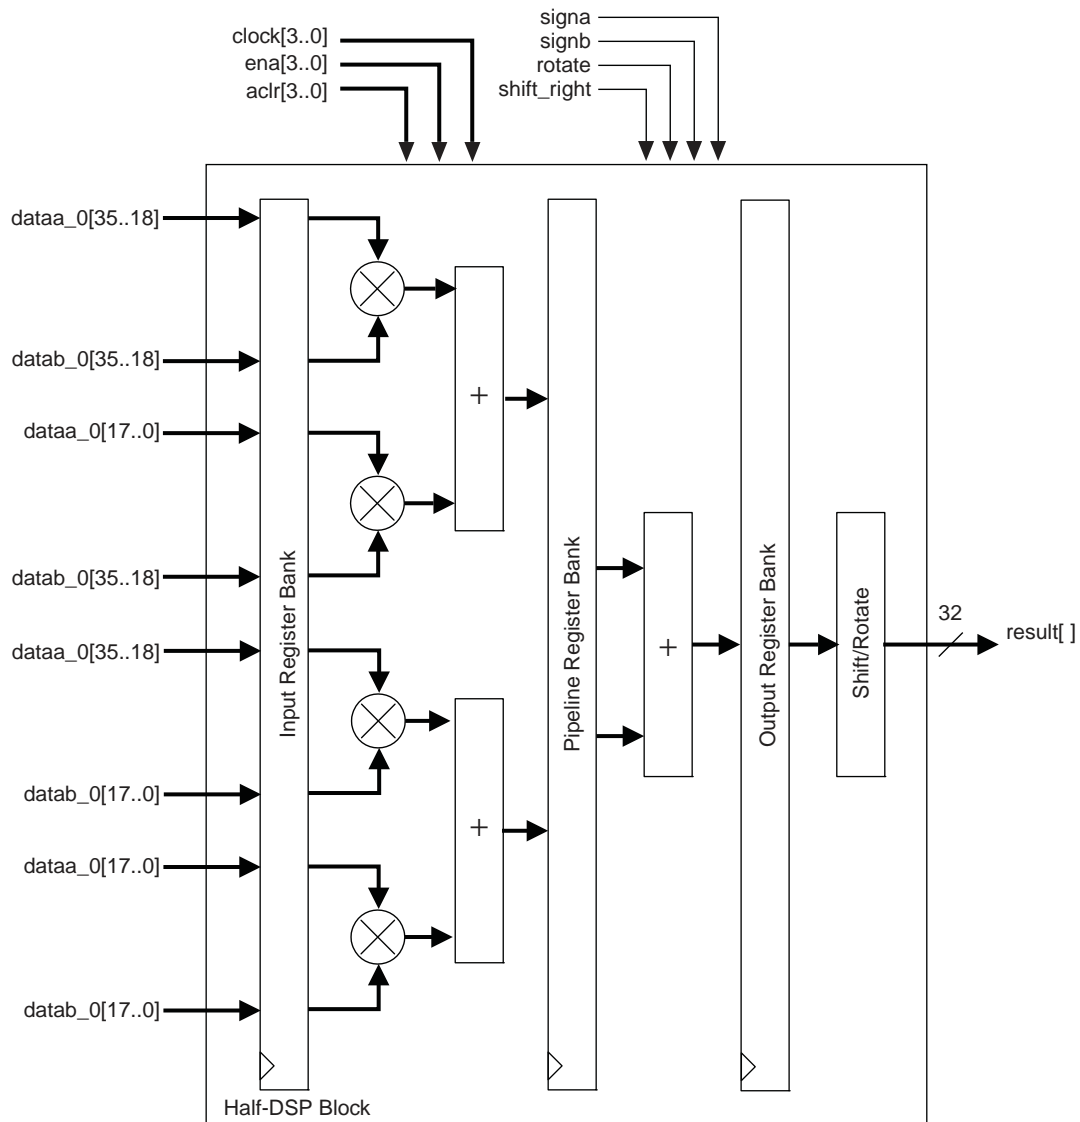 signa
clock[3..0]
signb
ena[3..0]
rotate
aclr[3..0]
shift_right
dataa_0[35..18]
datab_0[35..18]
+
dataa_0[17..0]
datab_0[35..18]
dataa_0[35..18]
datab_0[17..0]
+
dataa_0[17..0]
datab_0[17..0]
Input Register Bank
Pipeline Register Bank
+
Output Register Bank
Shift/Rotate
32
result[ ]
Half-DSP Block